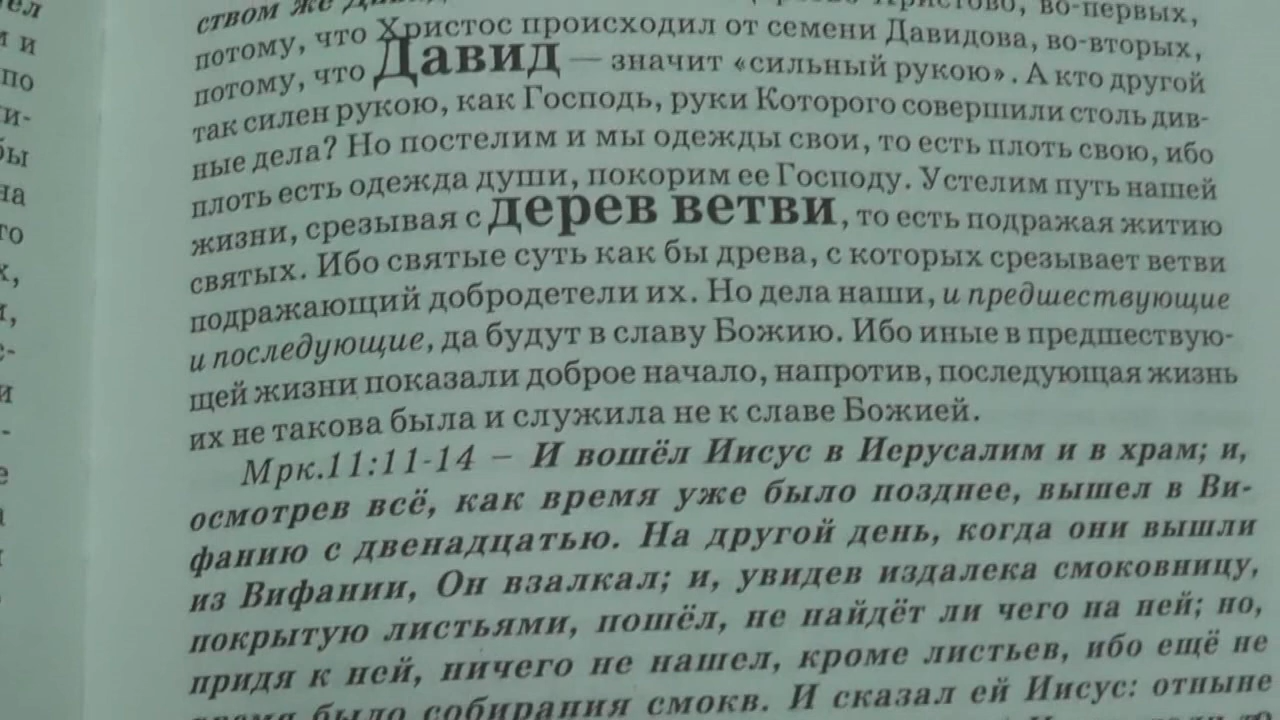 ством же
Христово, во-первых,
потому, что Христос происходил от семени Давидова, во-вторых,
потому, что Давид — значит «сильный рукою». А кто другой
так силен рукою, как Господь, руки Которого совершили столь див-
ные дела? Но постелим и мы одежды свои, то есть плоть свою, ибо
плоть есть одежда души, покорим ее Господу. Устелим путь нашей
жизни, срезывая с дерев ветви, то есть подражая житию
святых. Ибо святые суть как бы древа, с которых срезывает ветви
подражающий добродетели их. Но дела наши, и предшествующие
и последующие, да будут в славу Божию. Ибо иные в предшествую-
щей жизни показали доброе начало, напротив, последующая жизнь
их не такова была и служила не к славе Божией.
Мрк.11:11-14 – И вошёл Иисус в Иерусалим и в храм; и,
осмотрев всё, как время уже было позднее, вышел в Ви-
фанию с двенадцатью. На другой день, когда они вышли
из Вифании, Он взалкал; и, увидев издалека смоковницу,
покрытую листьями, пошёл, не найдёт ли чего на ней; но,
придя к ней, ничего не нашел, кроме листьев, ибо ещё не
время было собирания смокв. И сказал ей Иисус: отныне